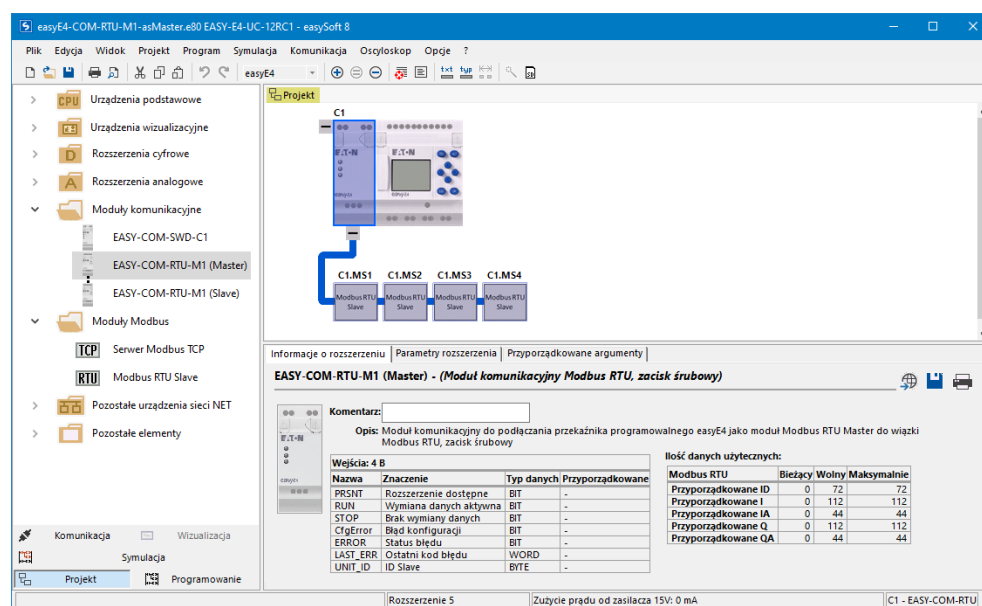 easyE4-COM-RTU-M1-asMaster.e80 EASY-E4-UC-12RC1 - easySoft 8
Plik Edycja Widok Projekt Program Symulacja Komunikacja Oscyloskop Opcje ?
easyE4
txt typ
CPU Urządzenia podstawowe
Urządzenia wizualizacyjne
D Rozszerzenia cyfrowe
A Rozszerzenia analogowe
Moduły komunikacyjne
EASY-COM-SWD-C1
EASY-COM-RTU-M1 (Master)
EASY-COM-RTU-M1 (Slave)
Moduły Modbus
TCP Serwer Modbus TCP
RTU Modbus RTU Slave
Pozostałe urządzenia sieci NET
Pozostałe elementy
Komunikacja Wizualizacja
Symulacja
Projekt Programowanie
Projekt
C1
C1.MS1 C1.MS2 C1.MS3 C1.MS4
Modbus RTU Modbus RTU Modbus RTU Modbus RTU
Slave Slave Slave Slave
Informacje o rozszerzeniu Parametry rozszerzenia Przyporządkowane argumenty
EASY-COM-RTU-M1 (Master) - (Moduł komunikacyjny Modbus RTU, zacisk śrubowy)
Komentarz:
Opis: Moduł komunikacyjny do podłączania przekaźnika programowalnego easyE4 jako moduł Modbus RTU Master do wiązki
Modbus RTU, zacisk śrubowy
Wejścia: 4 B
Nazwa Znaczenie Typ danych Przyporządkowane
PRSNT Rozszerzenie dostępne BIT -
RUN Wymiana danych aktywna BIT -
STOP Brak wymiany danych BIT -
CfgError Błąd konfiguracji BIT -
ERROR Status błędu BIT -
LAST_ERR Ostatni kod błędu WORD -
UNIT_ID ID Slave BYTE -
Ilość danych użytecznych:
Modbus RTU Bieżący Wolny Maksymalnie
Przyporządkowane ID 0 72 72
Przyporządkowane I 0 112 112
Przyporządkowane IA 0 44 44
Przyporządkowane Q 0 112 112
Przyporządkowane QA 0 44 44
Rozszerzenie 5 Zużycie prądu od zasilacza 15V: 0 mA C1 - EASY-COM-RTU